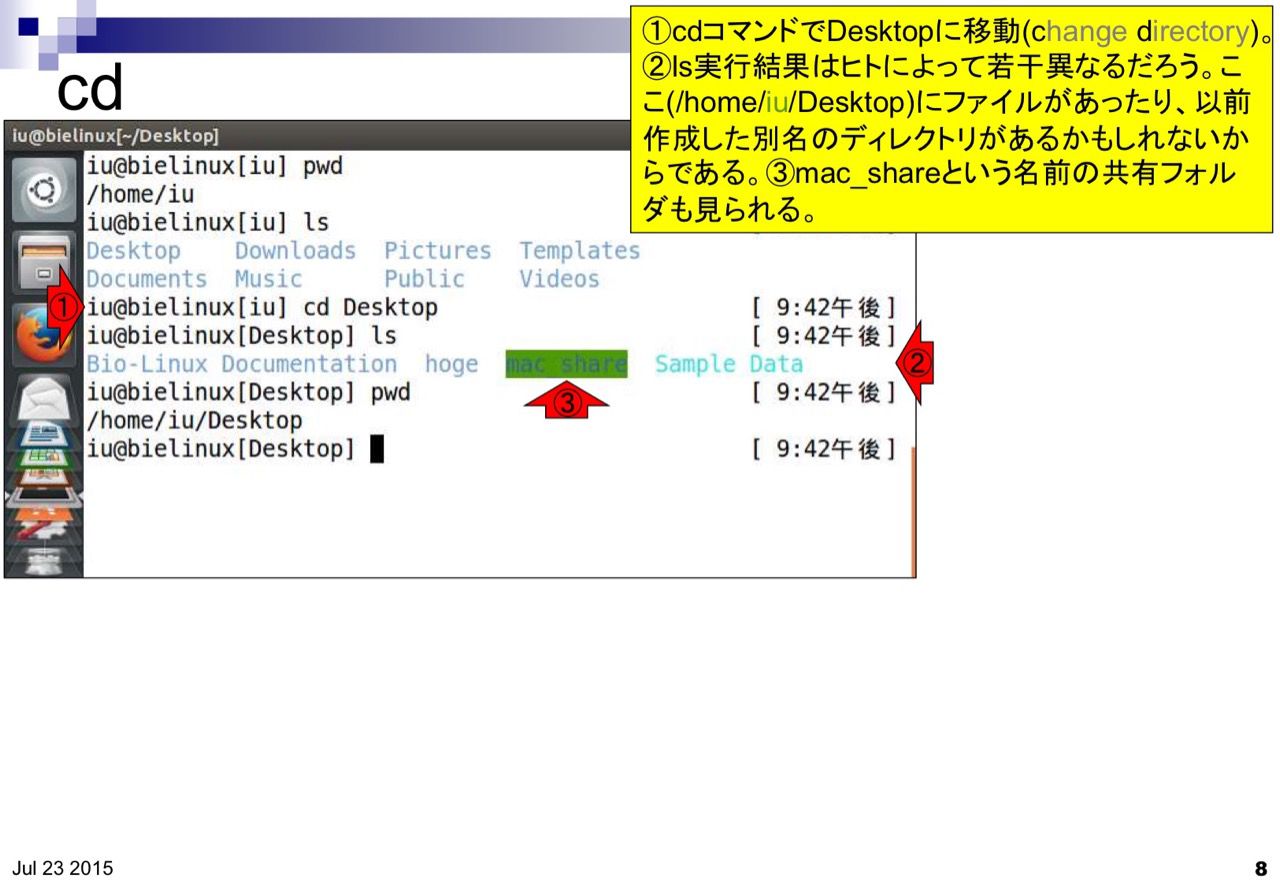 ①cdコマンドでDesktopに移動(change directory)。
②ls実行結果はヒトによって若干異なるだろう。こ
こ(/home/iu/Desktop)にファイルがあったり、以前
作成した別名のディレクトリがあるかもしれないか
らである。③mac_shareという名前の共有フォル
ダも見られる。
cd
iu@bielinux[~/Desktop]
iu@bielinux[iu] pwd
/home/iu
iu@bielinux[iu] ls
Desktop Downloads Pictures Templates
Documents Music Public Videos
① iu@bielinux[iu] cd Desktop [ 9:42午後]
iu@bielinux[Desktop] ls [ 9:42午後]
Bio-Linux Documentation hoge mac_share Sample Data ②
iu@bielinux[Desktop] pwd [ 9:42午後]
③
/home/iu/Desktop
iu@bielinux[Desktop] [ 9:42午後]
Jul 23 2015
8